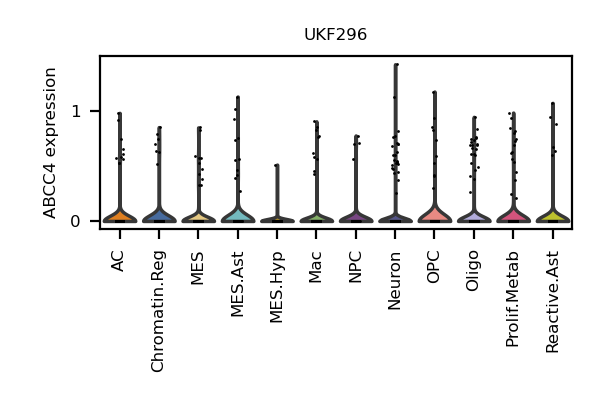 UKF296
ABCC4 expression
1
0
AC
Chromatin.Reg
MES
MES.Ast
MES.Hyp
Mac
NPC
Neuron
OPC
Oligo
Prolif.Metab
Reactive.Ast